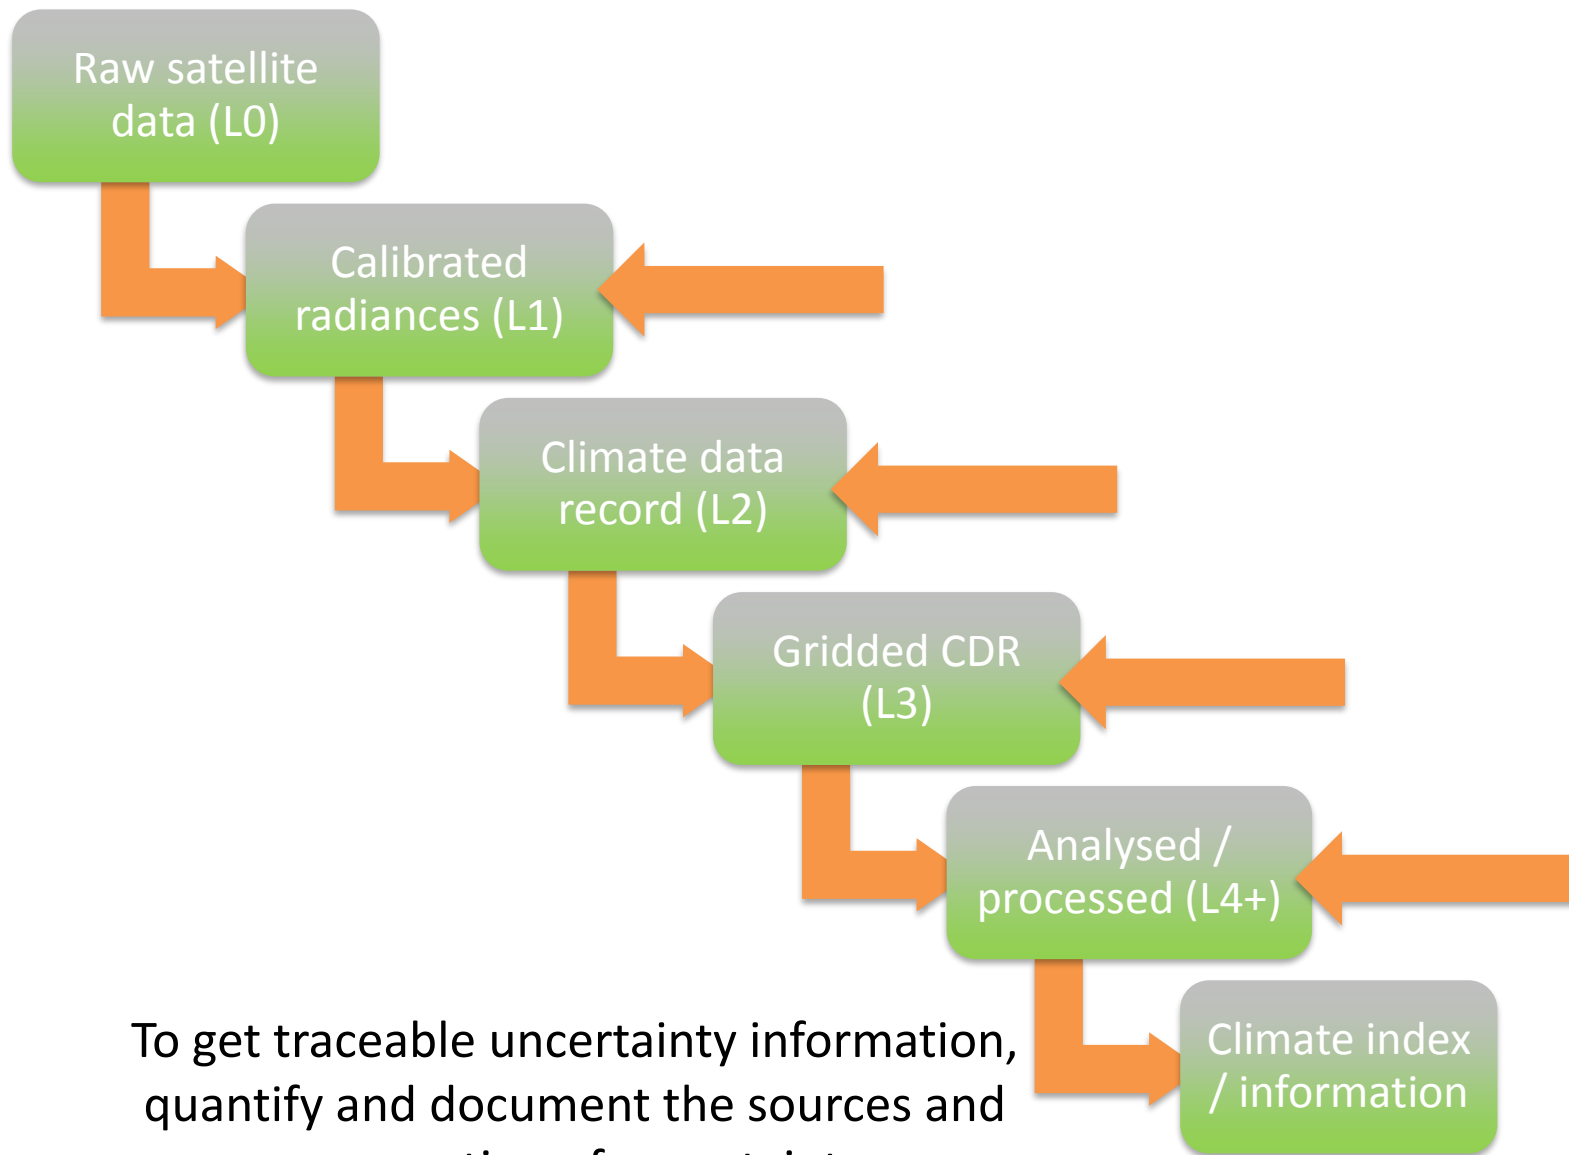 Raw satellite
data (L0)
Calibrated
radiances (L1)
Climate data
record (L2)
Gridded CDR
(L3)
Analysed /
processed (L4+)
Climate index
/ information
To get traceable uncertainty information,
quantify and document the sources and